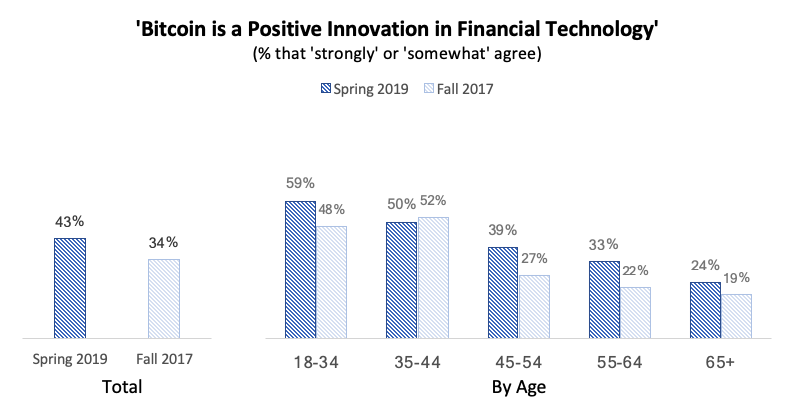 'Bitcoin is a Positive Innovation in Financial Technology'
(% that 'strongly' or 'somewhat' agree)
Spring 2019 Fall 2017
43%
34%
Spring 2019 Fall 2017
Total
59%
48%
50%
52%
39%
27%
33%
22%
24%
19%
18-34 35-44 45-54 55-64 65+
By Age